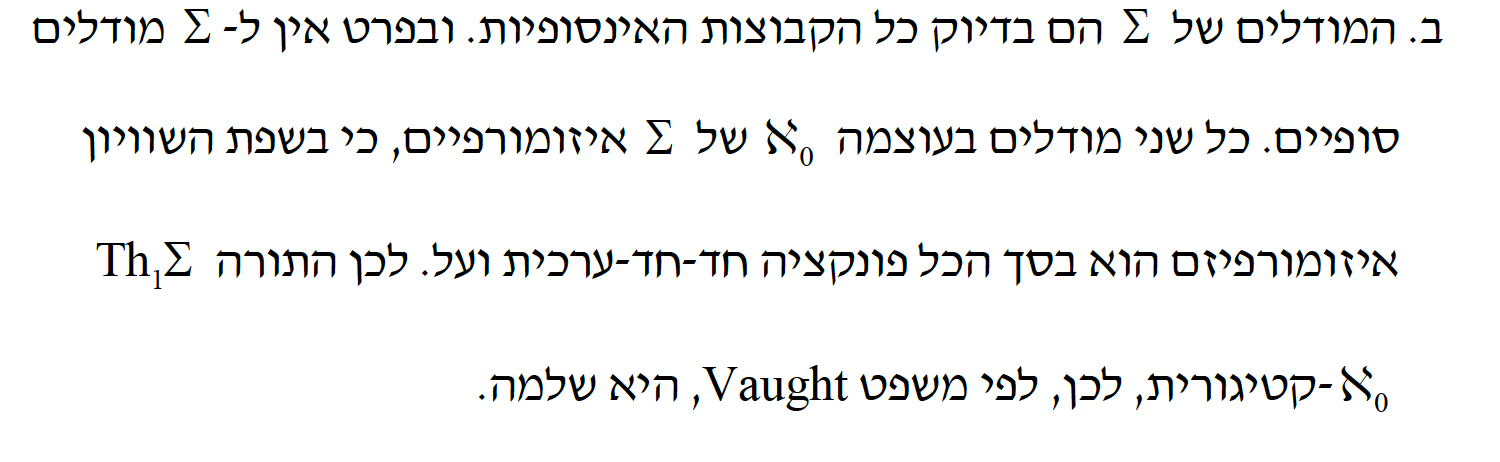 ב. המודלים של Σ הם בדיוק כל הקבוצות האינסופיות. ובפרט אין ל- Σ מודלים
סופיים. כל שני מודלים בעוצמה ℵ₀ של Σ איזומורפיים, כי בשפת השוויון
איזומורפיזם הוא בסך הכל פונקציה חד-חד-ערכית ועל. לכן התורה Th₁Σ
ℵ₀-קטיגורית, לכן, לפי משפט Vaught, היא שלמה.